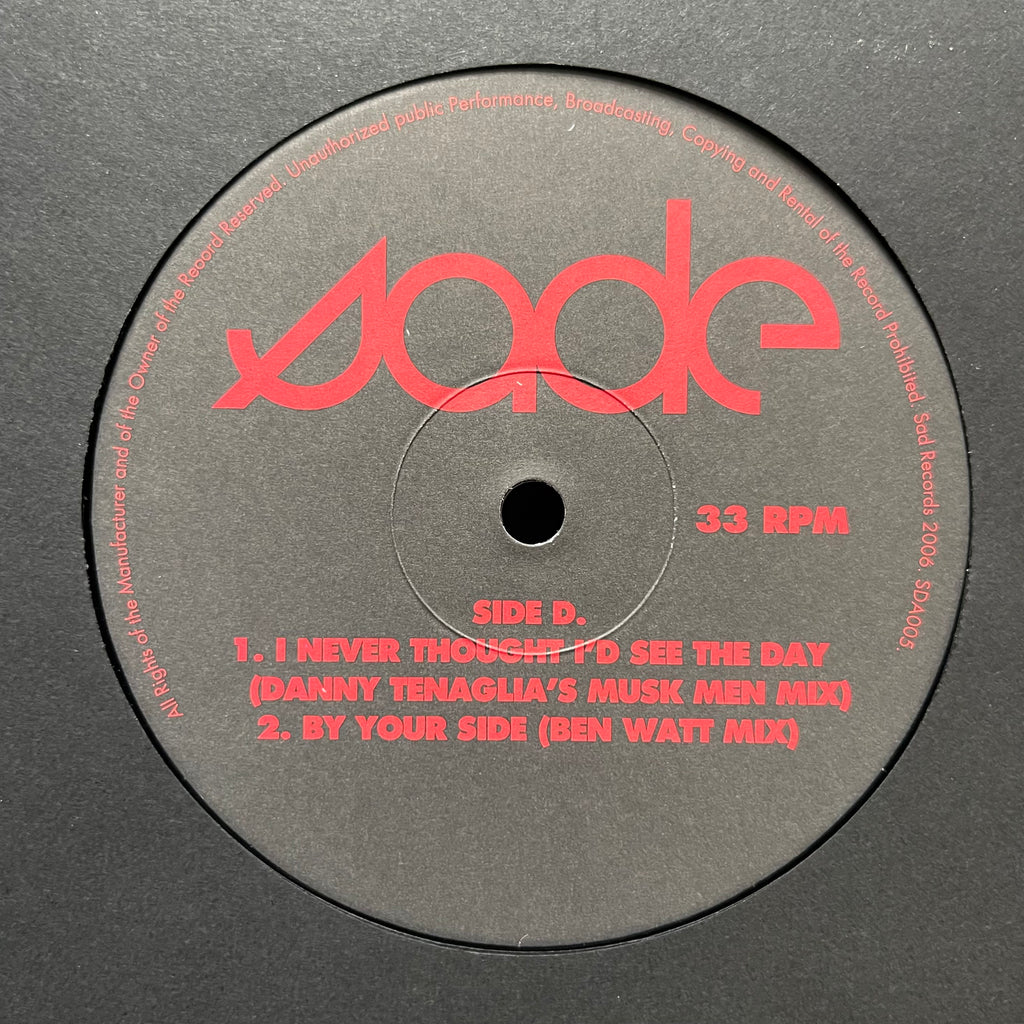 All Rights of the Manufacturer and of the Owner of the Record Reserved. Unauthorized public Performance, Broadcasting, Copying and Rental of the Record Prohibited. Sad Records 2006. SDA005.
sade
33 RPM
SIDE D.
1. I NEVER THOUGHT I'D SEE THE DAY
(DANNY TENAGLIA'S MUSK MEN MIX)
2. BY YOUR SIDE (BEN WATT MIX)